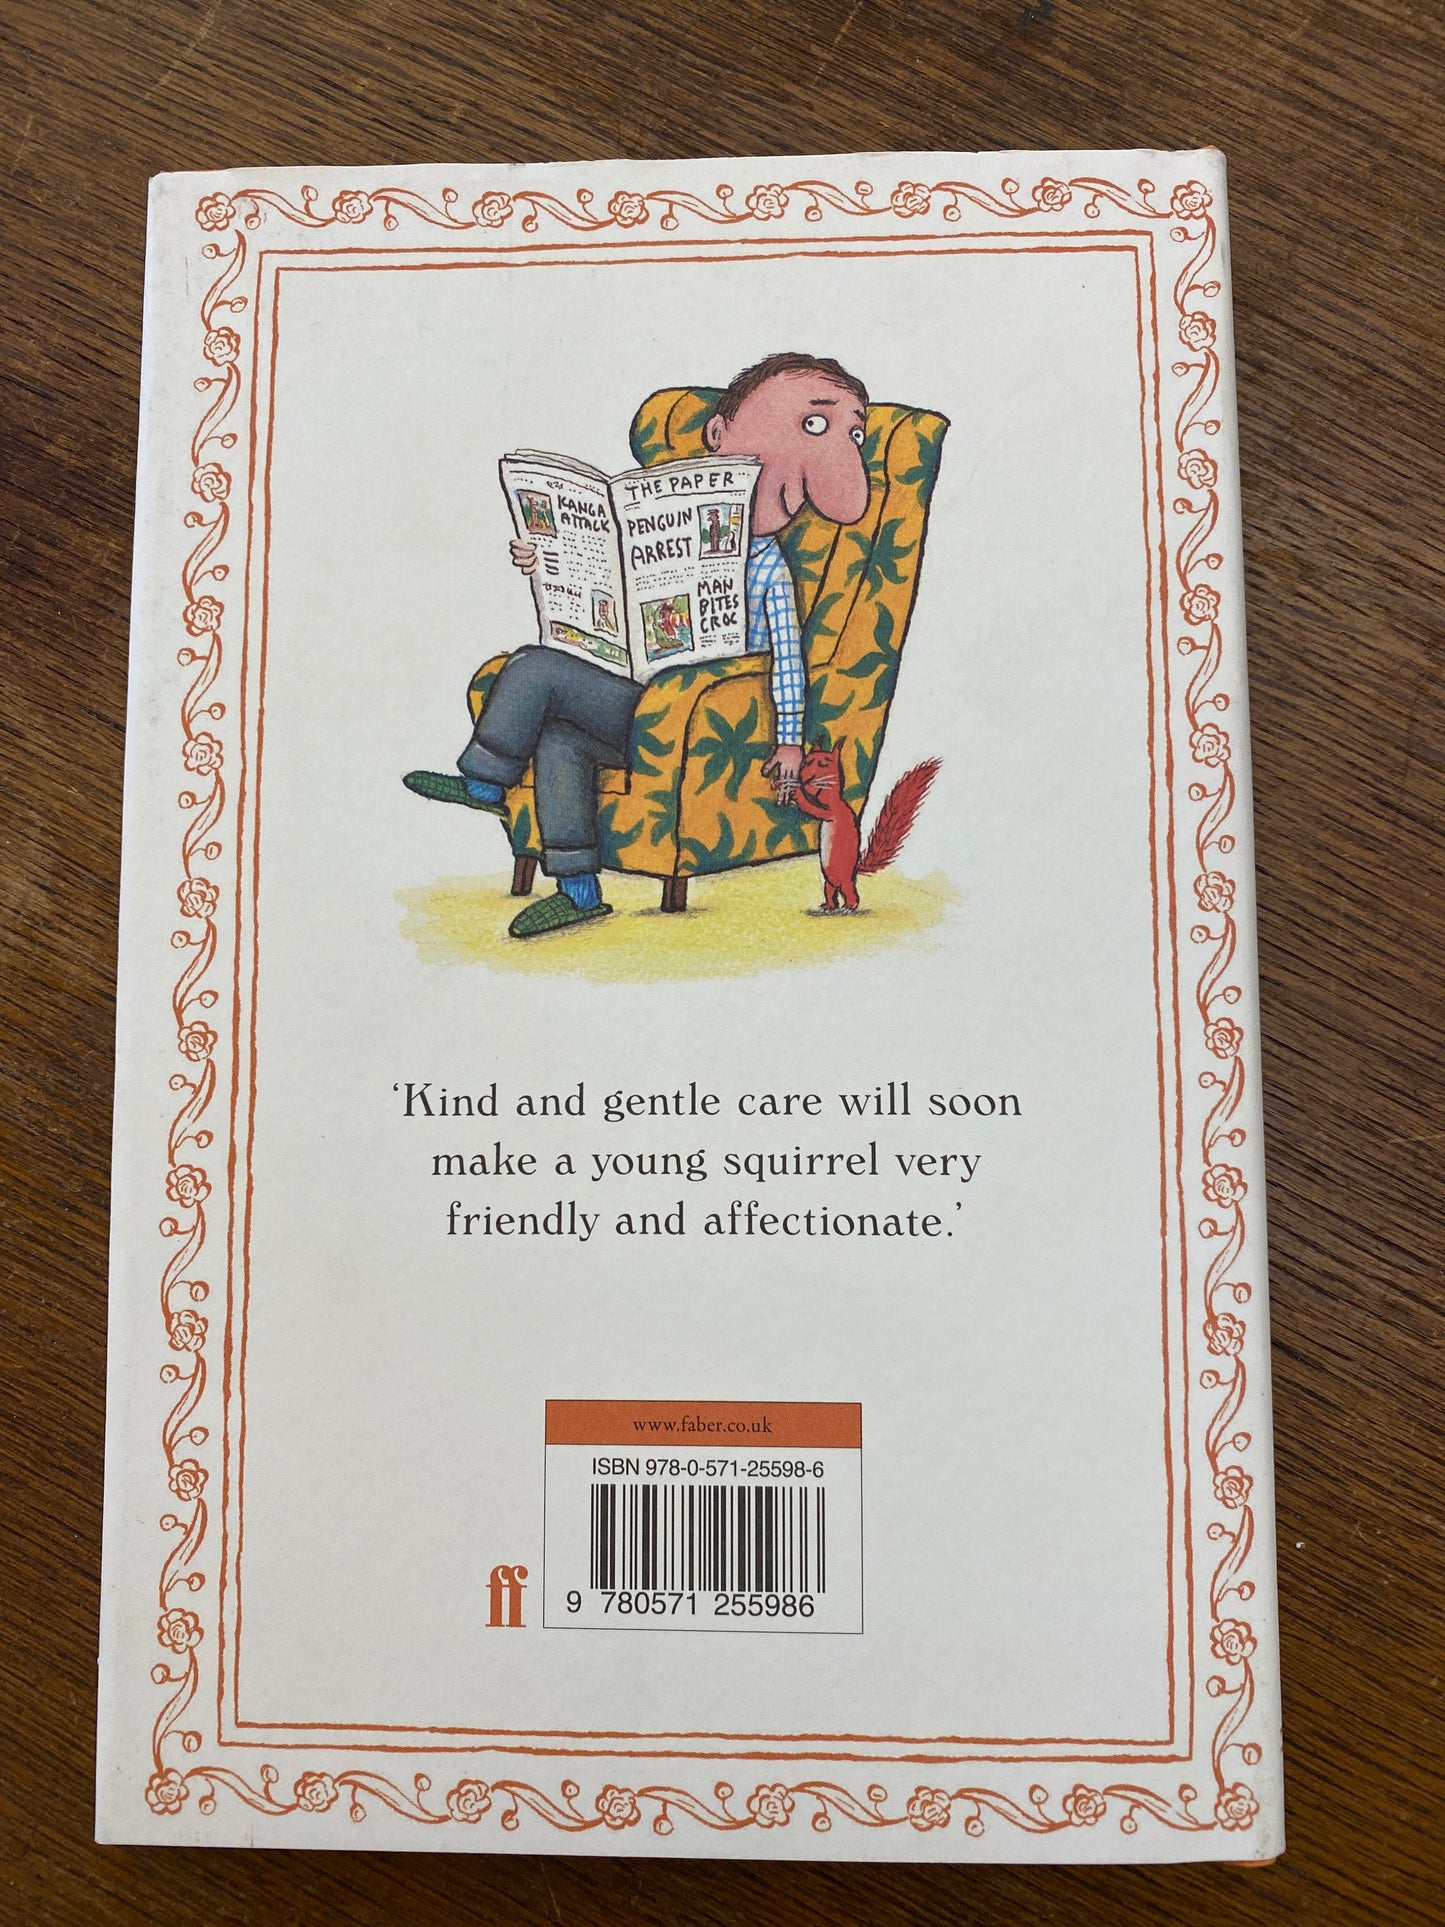 KANGA
ATTACK
THE PAPER
PENGUIN
ARREST
MAN
BITES
CROC
‘Kind and gentle care will soon
make a young squirrel very
friendly and affectionate.’
www.faber.co.uk
ISBN 978-0-571-25598-6
9 780571 255986
ff